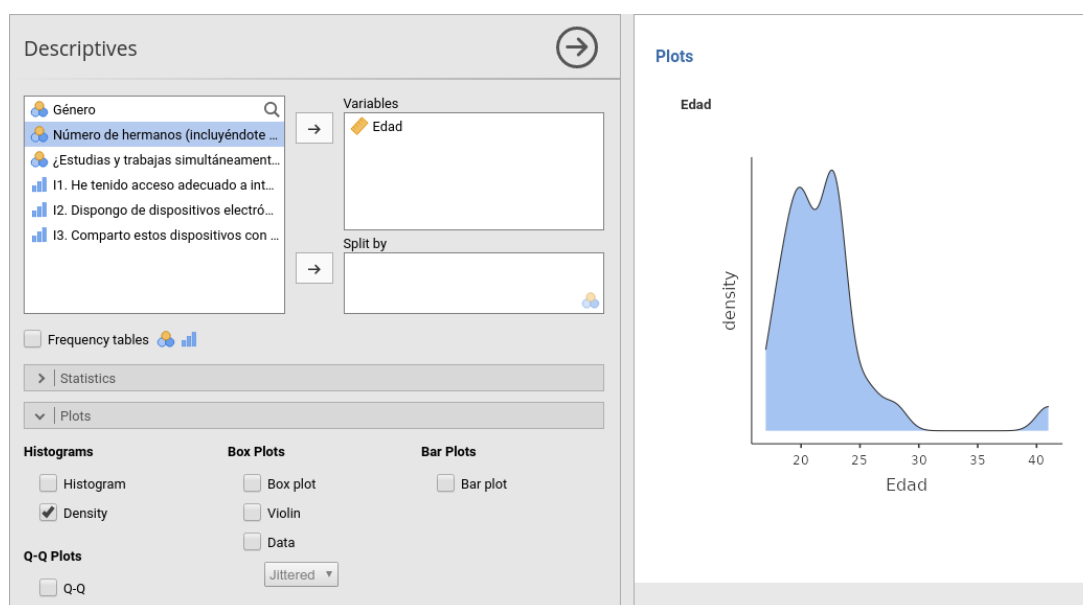 Descriptives
Género
Número de hermanos (incluyéndote ...
¿Estudias y trabajas simultáneament...
I1. He tenido acceso adecuado a int...
I2. Dispongo de dispositivos electró...
I3. Comparto estos dispositivos con ...
Variables
Edad
Split by
Frequency tables
Statistics
Plots
Histograms
Histogram
Density
Q-Q Plots
Q-Q
Box Plots
Box plot
Violin
Data
Jittered
Bar Plots
Bar plot
Plots
Edad
density
20 25 30 35 40
Edad